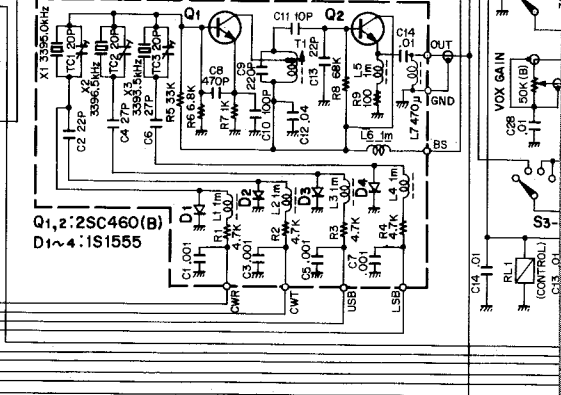 X1 3395.0kHz
TC1 20P
X2 3396.5kHz
TC2 20P
X3 3393.5kHz
TC3 20P
Q1
C11 10P
Q2
C14 .01
OUT
GND
BS
T1
C13 22P
R8 68K
L5 1m
R9 100
L7 470μ
L6 1m
C8 470P
C9 220P
R5 33K
R6 6.8K
R7 1K
C12 .04
C2 22P
C4 27P
C6 27P
D1
D2
D3
D4
L1 1m
L2 1m
L3 1m
L4 1m
R1 4.7K
R2 4.7K
R3 4.7K
R4 4.7K
C1 .001
C3 .001
C5 .001
C7 .001
Q1,2:2SC460(B)
D1~4:1S1555
CWR
CWT
USB
LSB
VOX GAIN
50K(B)
C28 .01
S3-
C14 .01
RL1
(CONTROL)
C13 .01